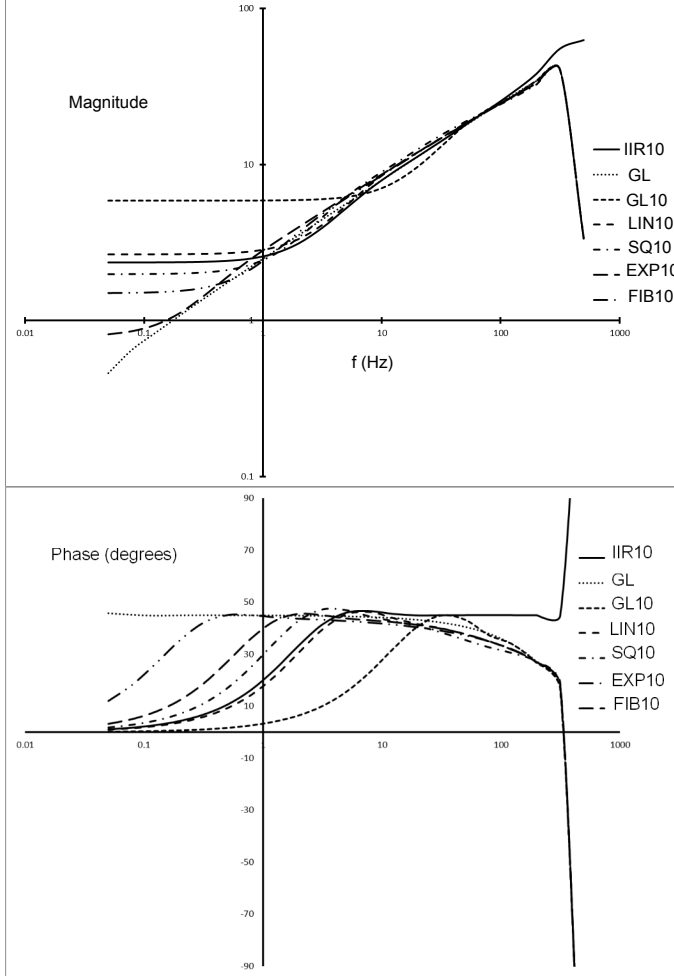 100
Magnitude
10
IIR10
GL
GL10
LIN10
SQ10
EXP10
FIB10
0.01 0.1 1 10 100 1000
f (Hz)
0.1
90
Phase (degrees)
70
50
30
10
IIR10
GL
GL10
LIN10
SQ10
EXP10
FIB10
0.01 0.1 1 10 100 1000
-10
-30
-50
-70
-90